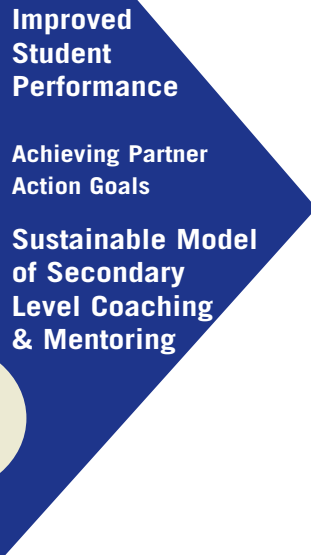 Improved
Student
Performance
Achieving Partner
Action Goals
Sustainable Model
of Secondary
Level Coaching
& Mentoring